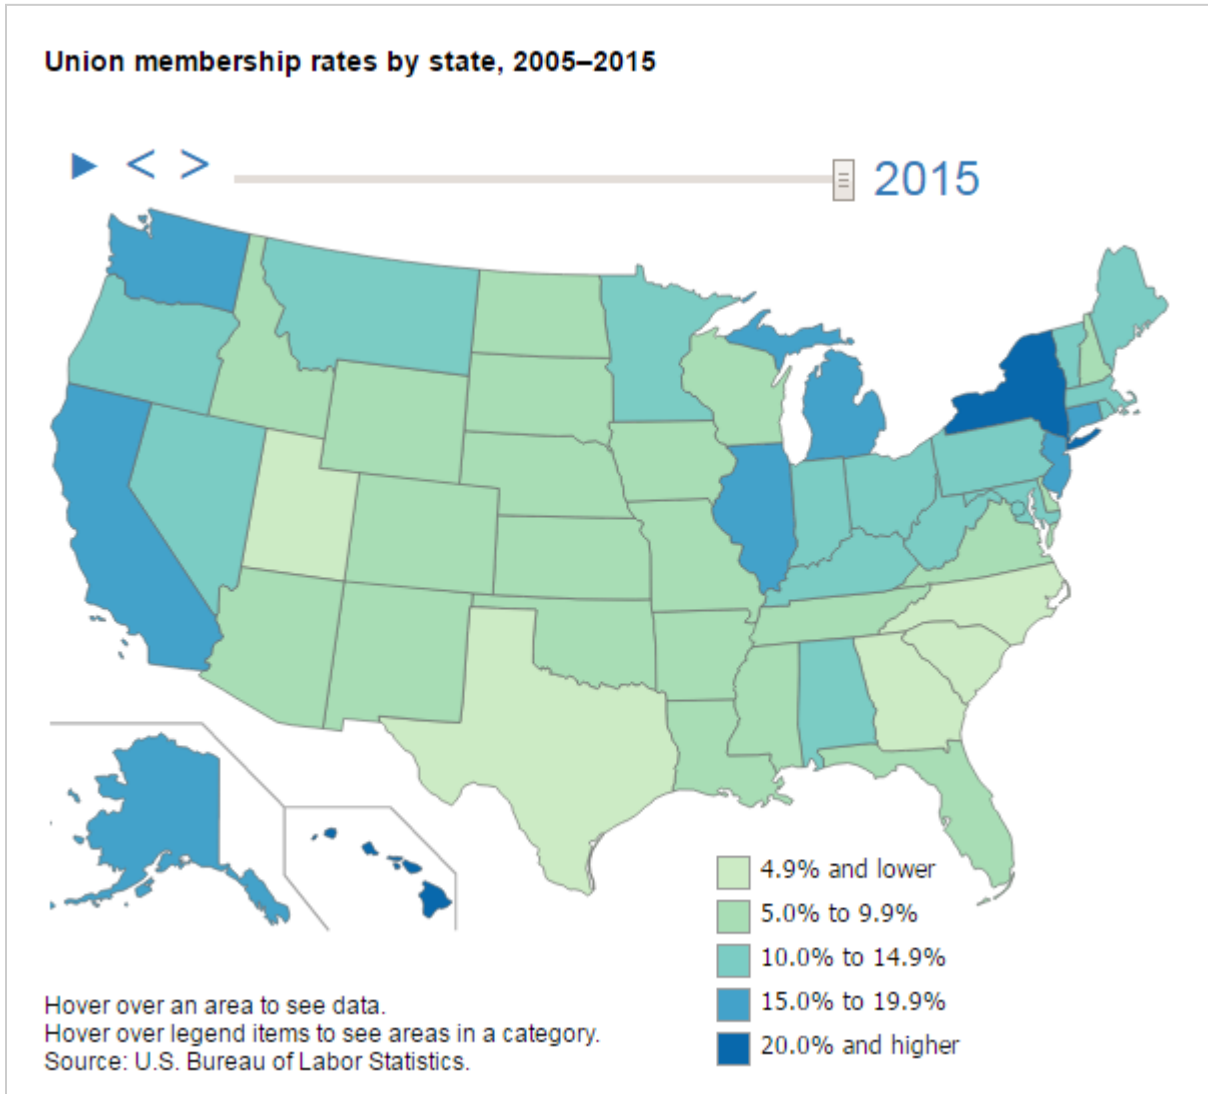 Union membership rates by state, 2005–2015
2015
4.9% and lower
5.0% to 9.9%
10.0% to 14.9%
15.0% to 19.9%
20.0% and higher
Hover over an area to see data.
Hover over legend items to see areas in a category.
Source: U.S. Bureau of Labor Statistics.